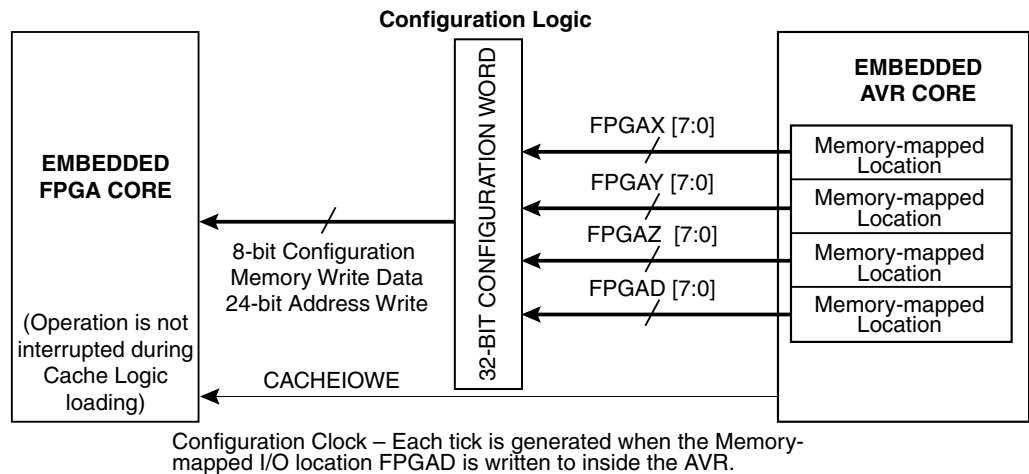 Configuration Logic
EMBEDDED
FPGA CORE
(Operation is not
interrupted during
Cache Logic
loading)
8-bit Configuration
Memory Write Data
24-bit Address Write
CACHEIOWE
32-BIT CONFIGURATION WORD
FPGAX [7:0]
FPGAY [7:0]
FPGAZ [7:0]
FPGAD [7:0]
EMBEDDED
AVR CORE
Memory-mapped
Location
Memory-mapped
Location
Memory-mapped
Location
Memory-mapped
Location
Configuration Clock – Each tick is generated when the Memory-
mapped I/O location FPGAD is written to inside the AVR.